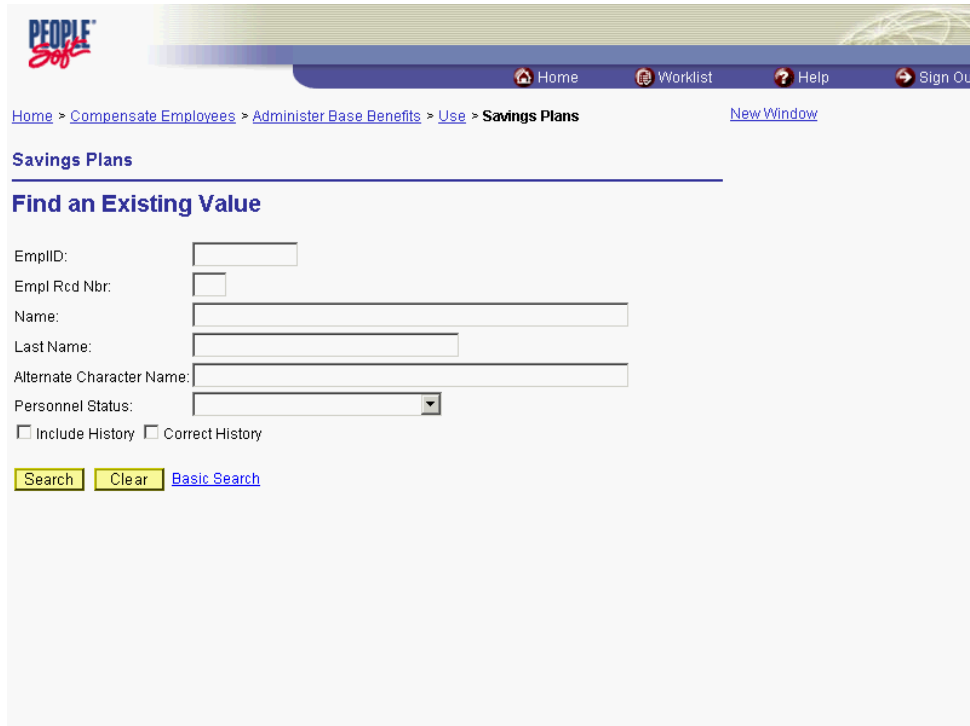 PEOPLE
Soft
Home Worklist Help Sign Ou
Home > Compensate Employees > Administer Base Benefits > Use > Savings Plans New Window
Savings Plans
Find an Existing Value
EmplID:
Empl Rcd Nbr:
Name:
Last Name:
Alternate Character Name:
Personnel Status:
Include History Correct History
Search Clear Basic Search